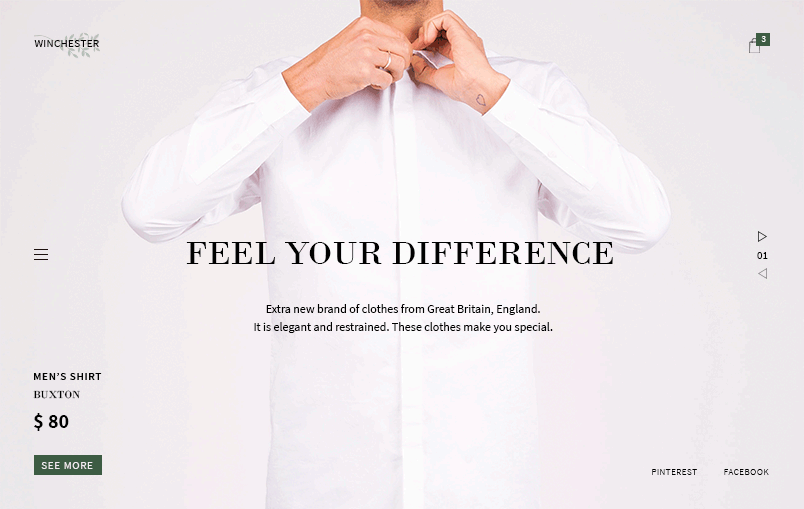 WINCHESTER
3
FEEL YOUR DIFFERENCE
01
Extra new brand of clothes from Great Britain, England.
It is elegant and restrained. These clothes make you special.
MEN'S SHIRT
BUXTON
$ 80
SEE MORE
PINTEREST
FACEBOOK